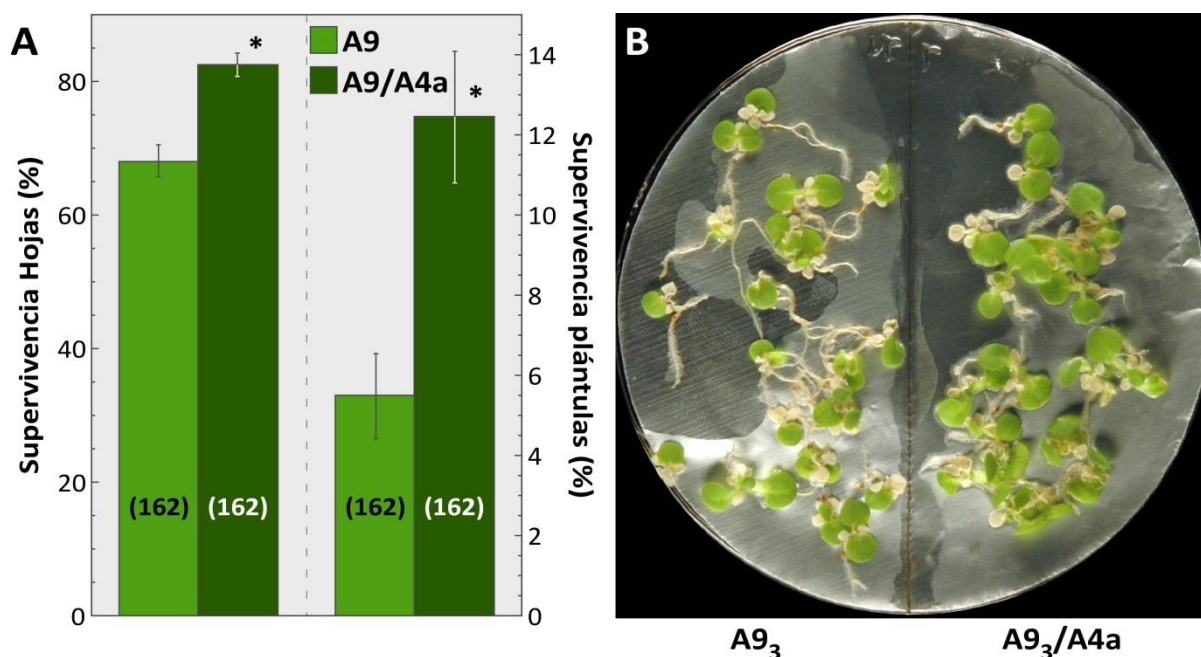 A
A9
A9/A4a
Supervivencia Hojas (%)
80
60
40
20
0
(162)
(162)
(162)
(162)
*
*
14
12
10
8
6
4
2
0
Supervivencia plántulas (%)
B
A9₃
A9₃/A4a